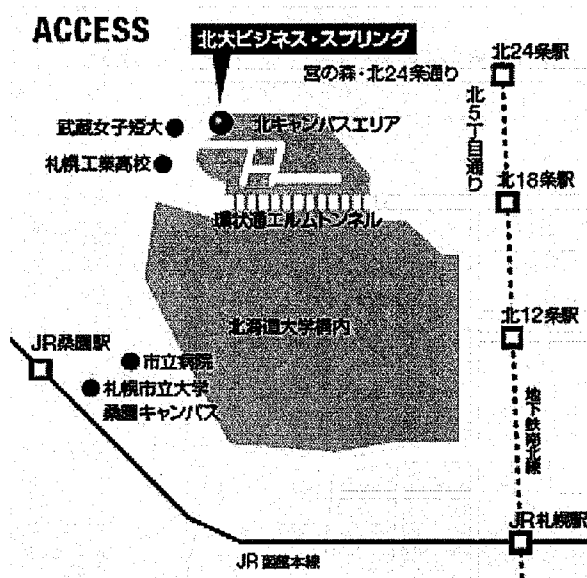 ACCESS
北大ビジネス・スプリング
北24条駅
宮の森・北24条通り
武蔵女子短大
北キャンパスエリア
北5丁目通り
札幌工業高校
北18条駅
環状通エルムトンネル
北海道大学構内
北12条駅
JR桑園駅
市立病院
札幌市立大学
桑園キャンパス
地下鉄南北線
JR札幌駅
JR函館本線